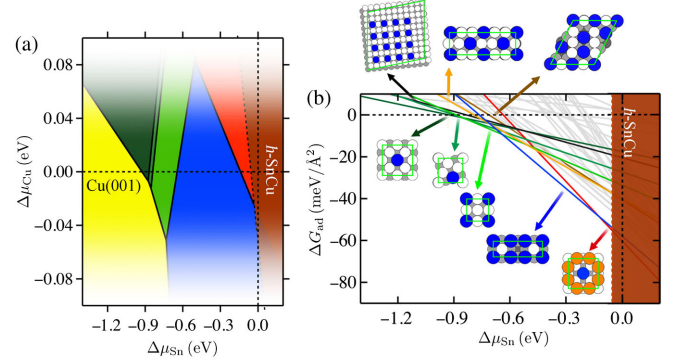 (a)
0.08
0.04
0.00
−0.04
−0.08
Δμ_Cu (eV)
Cu(001)
h-SnCu
−1.2 −0.9 −0.6 −0.3 0.0
Δμ_Sn (eV)
(b)
0
−20
−40
−60
−80
ΔG_ad (meV/Å²)
h-SnCu
−1.2 −0.9 −0.6 −0.3 0.0
Δμ_Sn (eV)